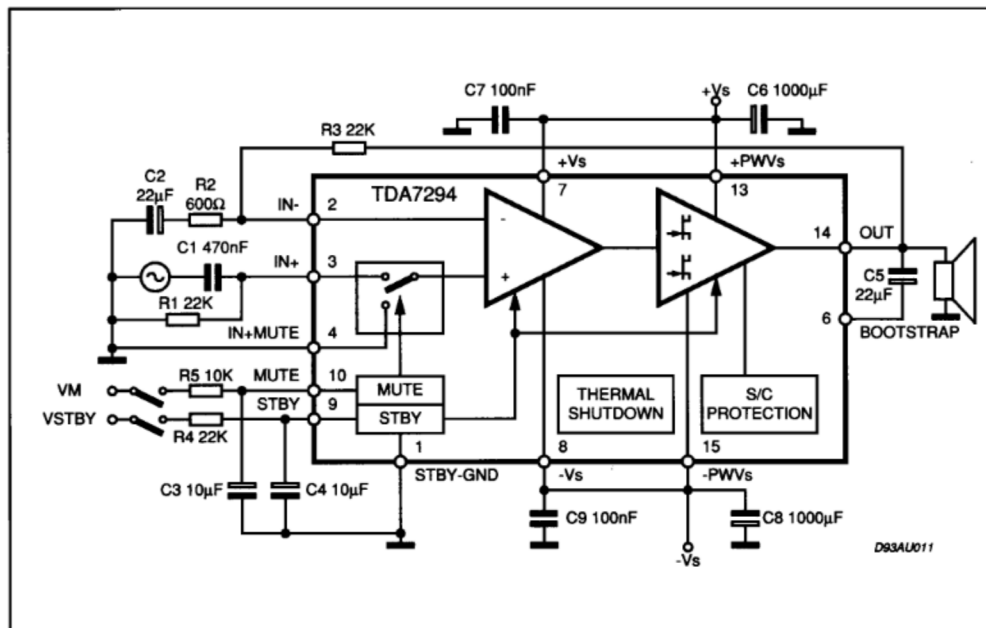 C7 100nF
+Vs
C6 1000µF
R3 22K
+Vs
+PWVs
C2
22µF
R2
600Ω
TDA7294
7
13
IN-
2
-
14
OUT
C1 470nF
IN+
3
+
C5
22µF
R1 22K
IN+MUTE
4
6
BOOTSTRAP
VM
R5 10K
MUTE
10
MUTE
THERMAL
SHUTDOWN
S/C
PROTECTION
VSTBY
R4 22K
STBY
9
STBY
1
8
15
STBY-GND
-Vs
-PWVs
C3 10µF
C4 10µF
C9 100nF
C8 1000µF
-Vs
D93AU011